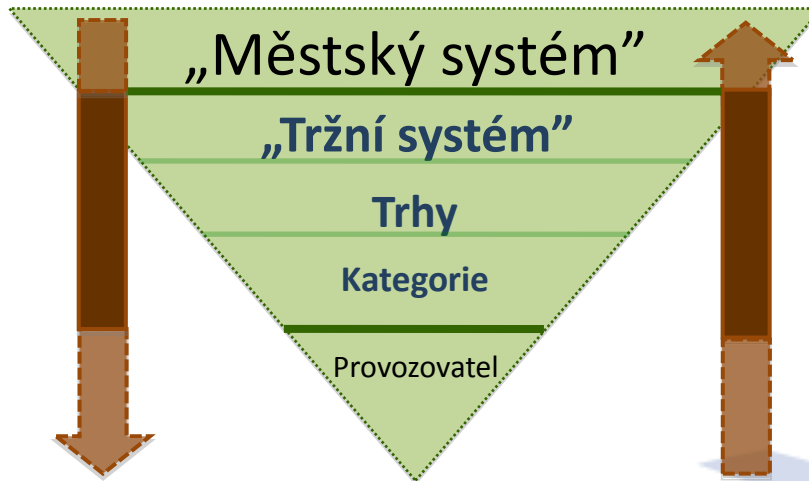 „Městský systém”
„Tržní systém”
Trhy
Kategorie
Provozovatel